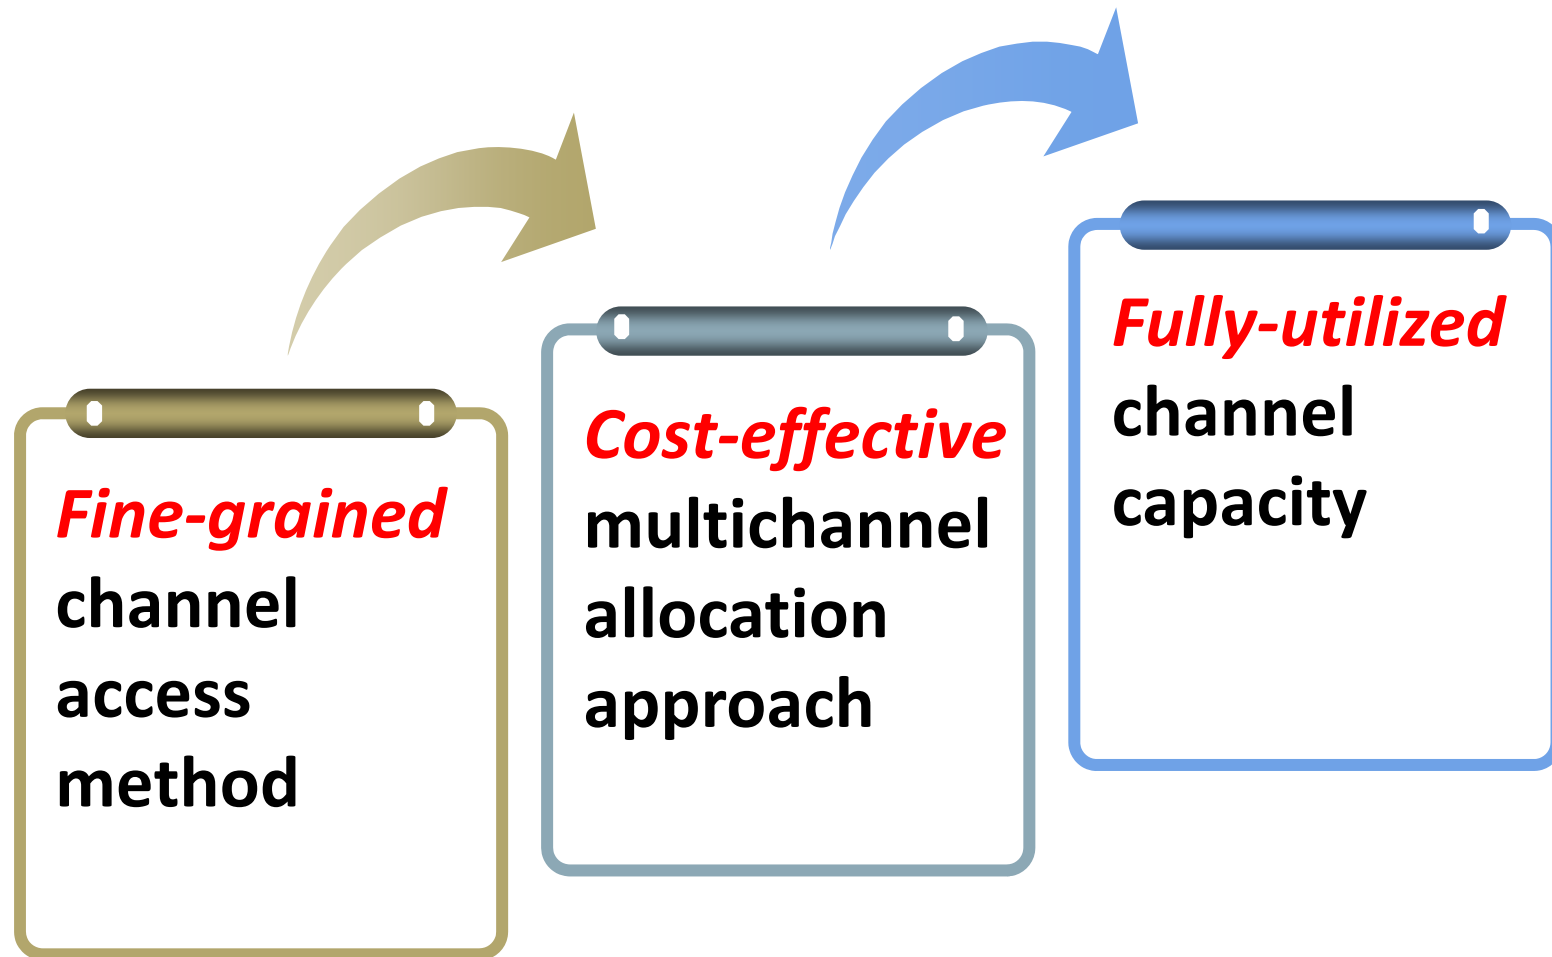 Fine-grained
channel
access
method
Cost-effective
multichannel
allocation
approach
Fully-utilized
channel
capacity